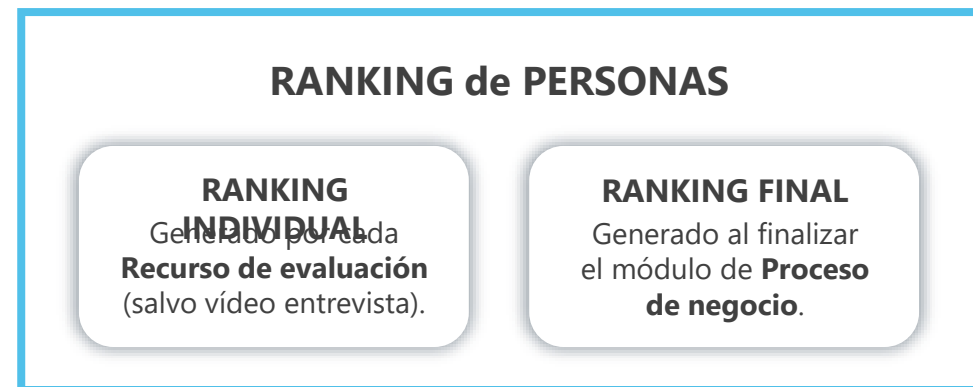 RANKING de PERSONAS
RANKING
INDIVIDUAL
Generado por cada
Recurso de evaluación
(salvo vídeo entrevista).
RANKING FINAL
Generado al finalizar
el módulo de Proceso
de negocio.